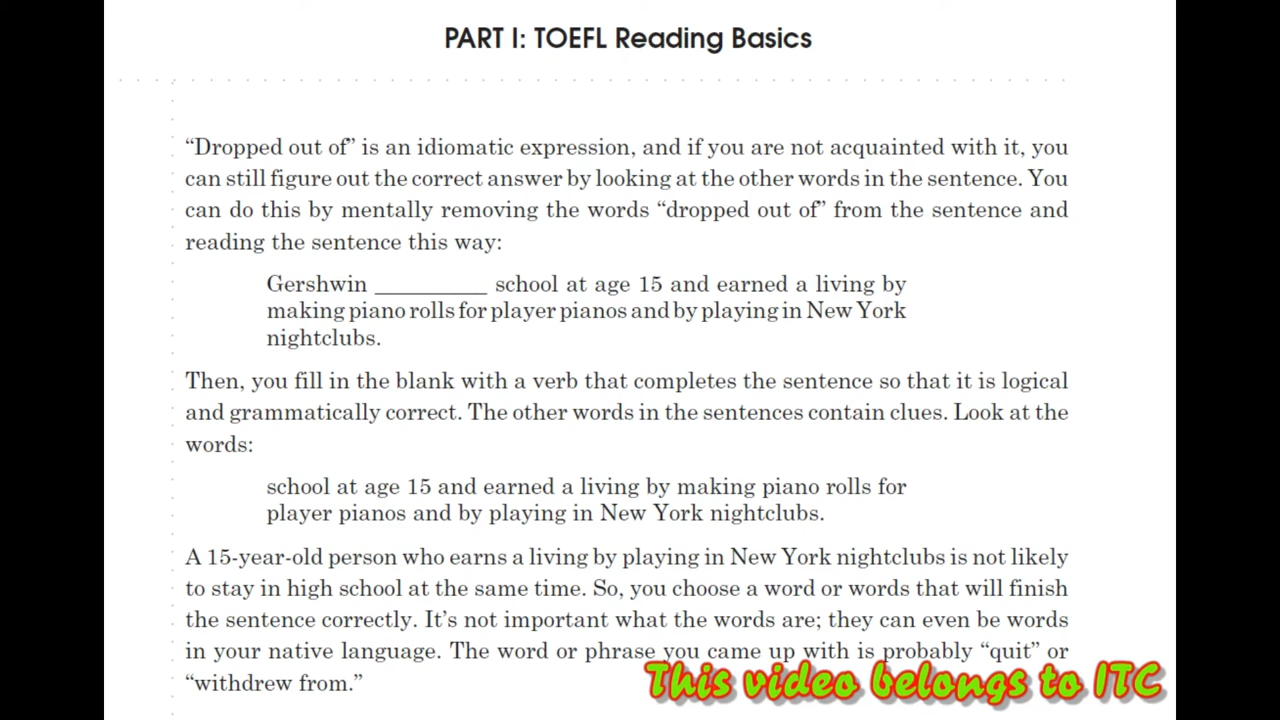 PART I: TOEFL Reading Basics
“Dropped out of” is an idiomatic expression, and if you are not acquainted with it, you
can still figure out the correct answer by looking at the other words in the sentence. You
can do this by mentally removing the words “dropped out of” from the sentence and
reading the sentence this way:
Gershwin __________ school at age 15 and earned a living by
making piano rolls for player pianos and by playing in New York
nightclubs.
Then, you fill in the blank with a verb that completes the sentence so that it is logical
and grammatically correct. The other words in the sentences contain clues. Look at the
words:
school at age 15 and earned a living by making piano rolls for
player pianos and by playing in New York nightclubs.
A 15-year-old person who earns a living by playing in New York nightclubs is not likely
to stay in high school at the same time. So, you choose a word or words that will finish
the sentence correctly. It’s not important what the words are; they can even be words
in your native language. The word or phrase you came up with is probably “quit” or
“withdrew from.”
This video belongs to ITC